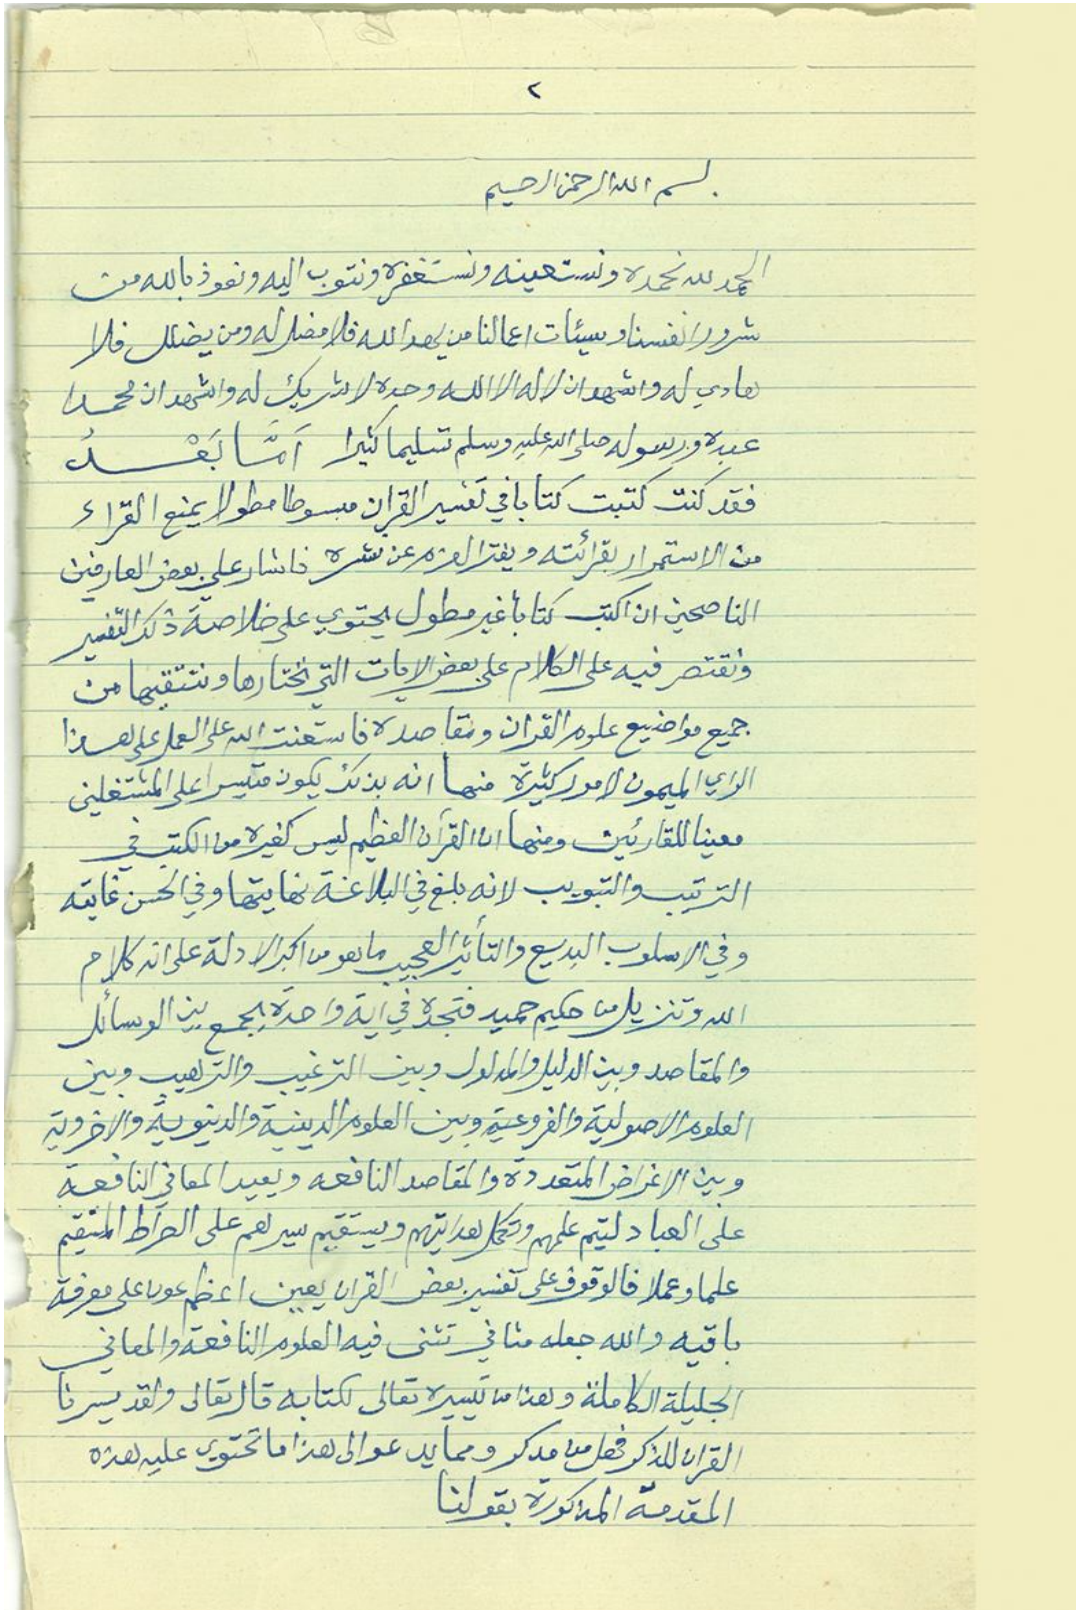 ٢
بسم الله الرحمن الرحيم
الحمد لله نحمده ونستعينه ونستغفره ونتوب اليه ونعوذ بالله من
شرور انفسنا وسيئات اعمالنا من يهد الله فلا مضل له ومن يضلل فلا
هادي له واشهد ان لا اله الا الله وحده لا شريك له واشهد ان محمدا
عبده ورسوله صلى الله عليه وسلم تسليما كثيرا اَمَّا بَعْــدُ
فقد كنت كتبت كتابا في تفسير القران مبسوطا مطولا يمنع القراء
من الاستمرار بقرائته ويفتر العزم عن نشره فاشار علي بعض العارفين
الناصحين ان اكتب كتابا غير مطول يحتوي على خلاصة ذلك التفسير
ونقتصر فيه على الكلام على بعض الايات التي نختارها وننتقيها من
جميع مواضيع علوم القران ومقاصده فاستعنت الله على العمل على هذا
الراي الميمون لامور كثيرة منها انه بذلك يكون متيسرا على المشتغلين
معينا للقارئين ومنها ان القرآن العظيم ليس كغيره من الكتب في
الترتيب والتبويب لانه بلغ في البلاغة نهايتها وفي الحسن غايته
وفي الاسلوب البديع والتأثير العجيب ما هو من اكبر الادلة على انه كلام
الله وتنزيل من حكيم حميد فتجده في اية واحدة يجمع بين الوسائل
والمقاصد وبين الدليل والمدلول وبين الترغيب والترهيب وبين
العلوم الاصولية والفروعية وبين العلوم الدينية والدنيوية والاخروية
وبين الاغراض المتعددة والمقاصد النافعه ويعيد المعاني النافعة
على العباد ليتم علمهم وتكمل هدايتهم ويستقيم سيرهم على الصراط المستقيم
علما وعملا فالوقوف على تفسير بعض القران يعين اعظم عون على معرفة
باقيه والله جعله مثاني تثنى فيه العلوم النافعة والمعاني
الجليلة الكاملة وهذا من تيسيره تعالى لكتابه قال تعالى ولقد يسرنا
القران للذكر فهل من مدكر ومما يدعو الى هذا ما تحتوي عليه هذه
المقدمة المذكورة بقولنا